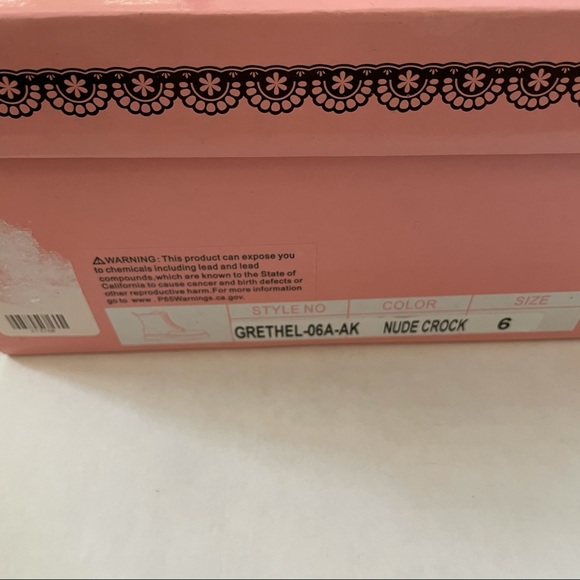 ⚠WARNING: This product can expose you
to chemicals including lead and lead
compounds,which are known to the State of
California to cause cancer and birth defects or
other reproductive harm.For more information
go to www . P65Warnings.ca.gov.
STYLE NO COLOR SIZE
GRETHEL-06A-AK NUDE CROCK 6